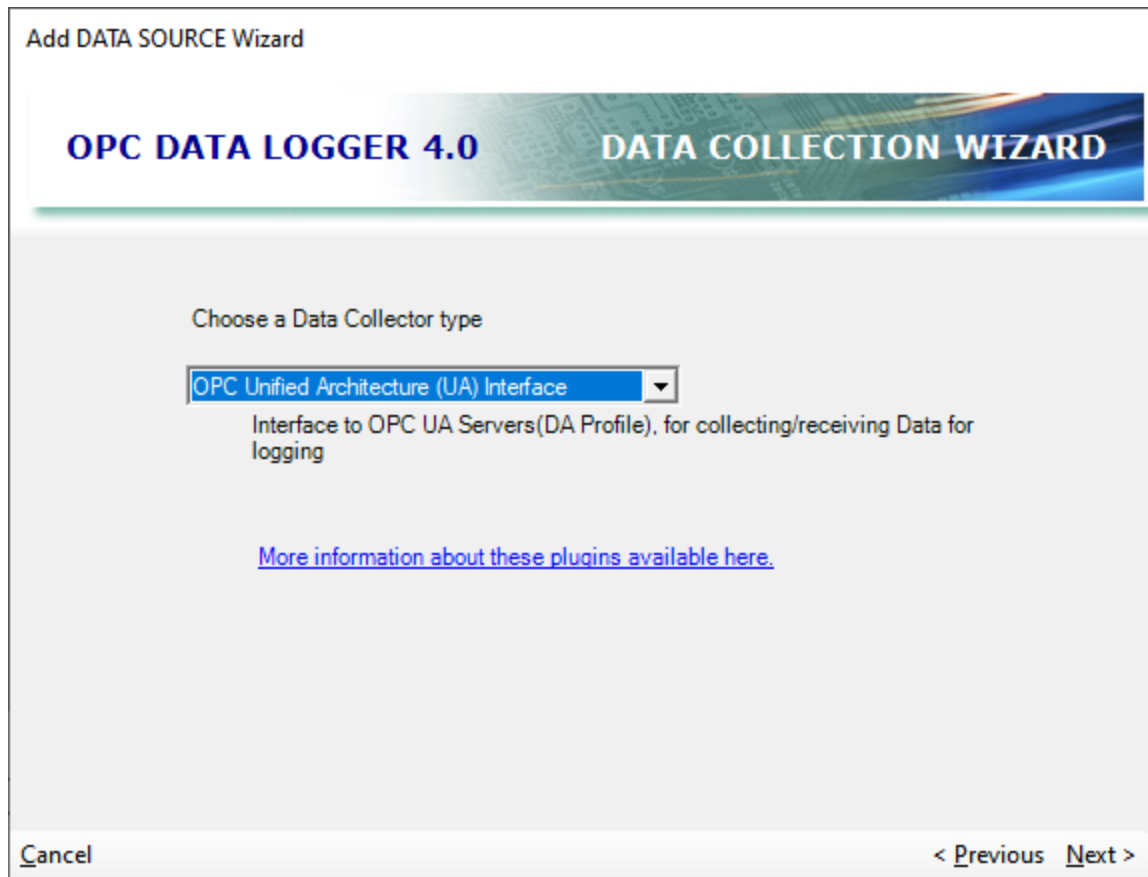 Add DATA SOURCE Wizard
OPC DATA LOGGER 4.0
DATA COLLECTION WIZARD
Choose a Data Collector type
OPC Unified Architecture (UA) Interface
Interface to OPC UA Servers(DA Profile), for collecting/receiving Data for
logging
More information about these plugins available here.
Cancel
< Previous
Next >